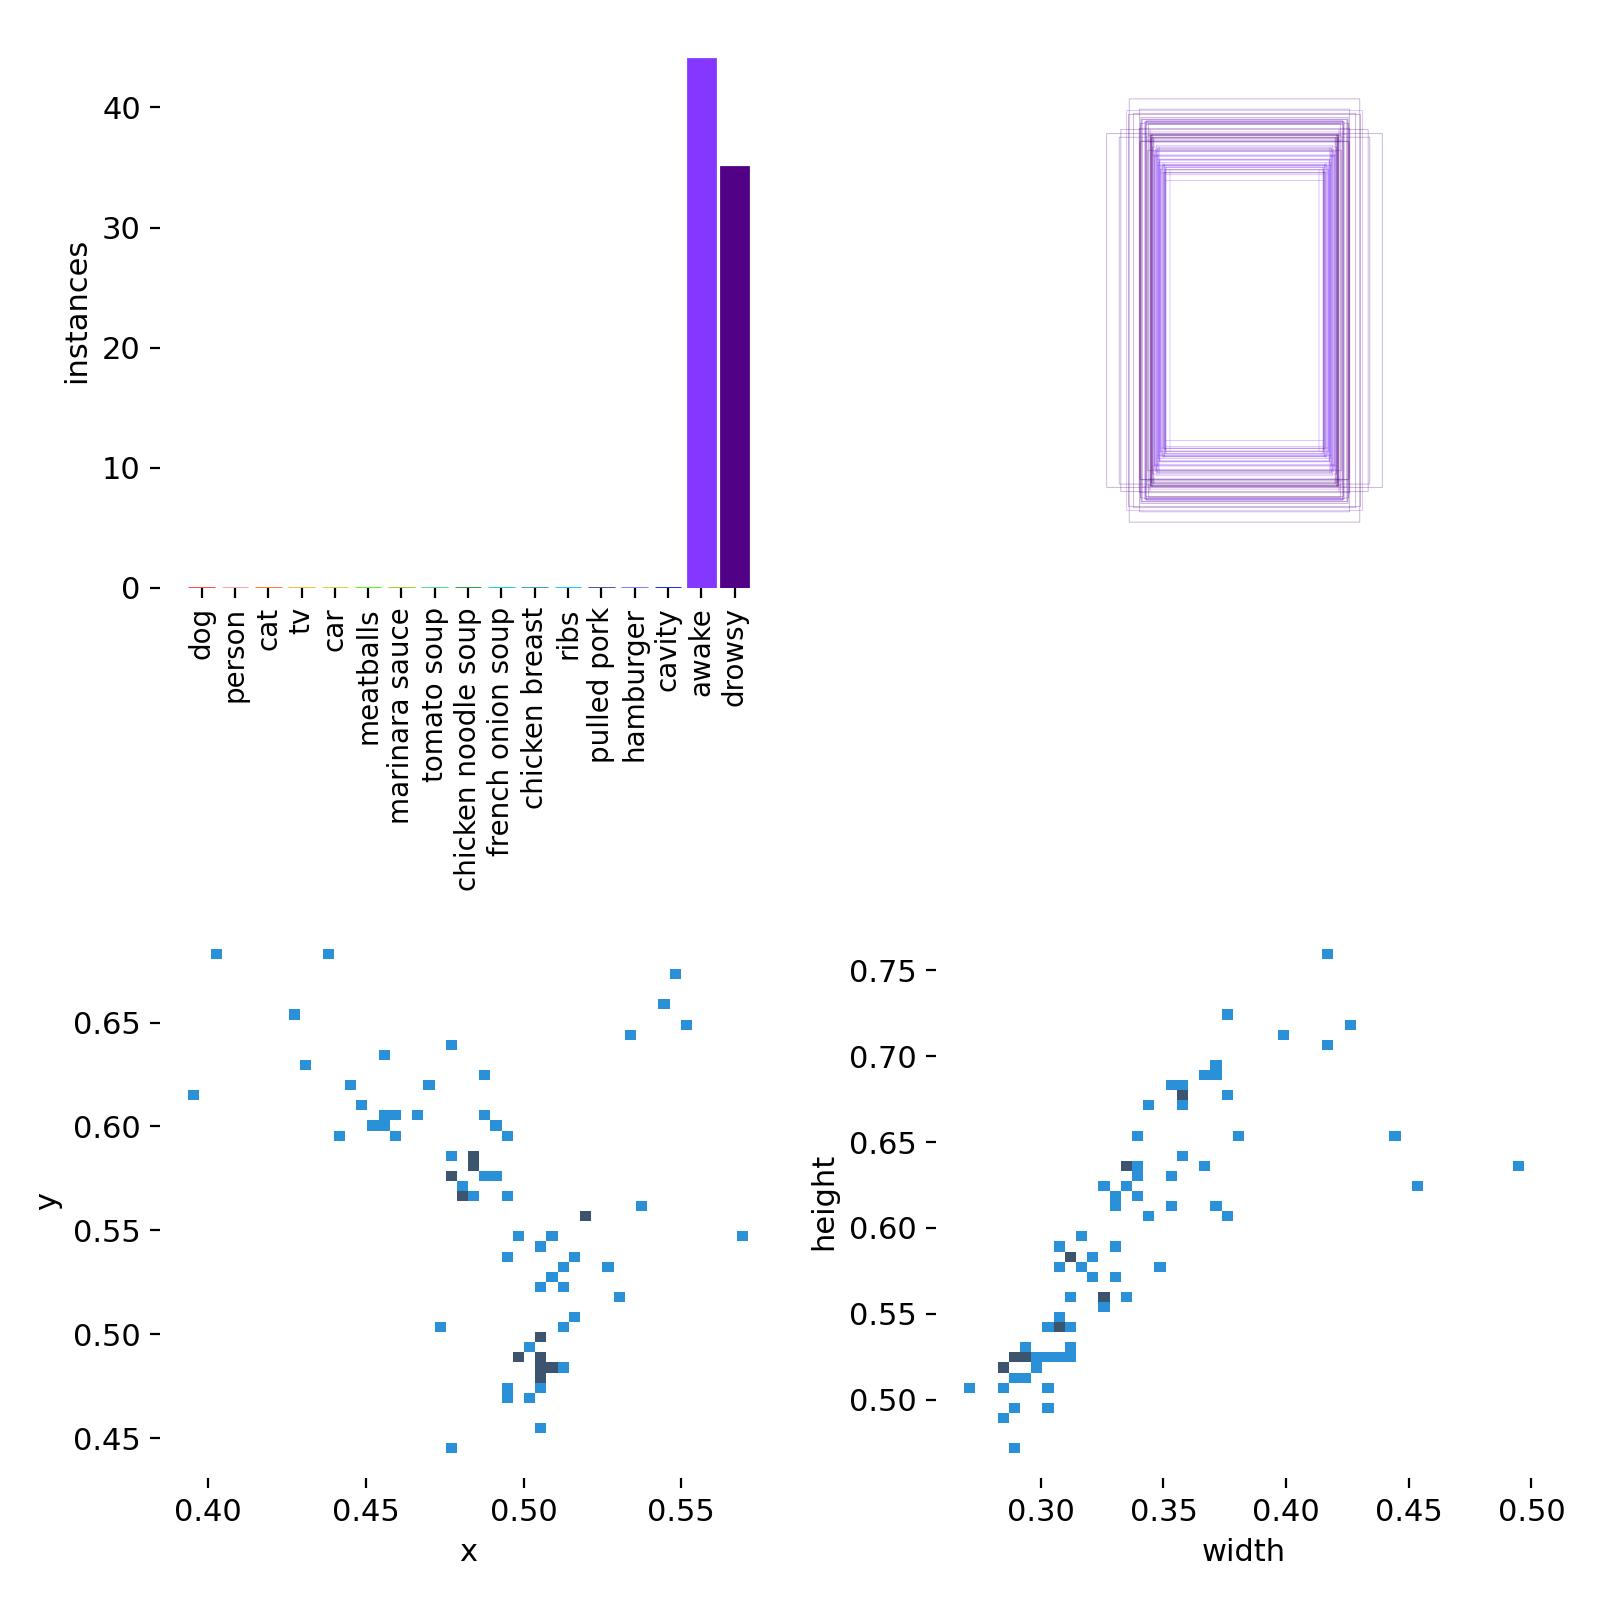 instances
40
30
20
10
0
dog
person
cat
tv
car
meatballs
marinara sauce
tomato soup
chicken noodle soup
french onion soup
chicken breast
ribs
pulled pork
hamburger
cavity
awake
drowsy
y
0.65
0.60
0.55
0.50
0.45
0.40 0.45 0.50 0.55
x
height
0.75
0.70
0.65
0.60
0.55
0.50
0.30 0.35 0.40 0.45 0.50
width